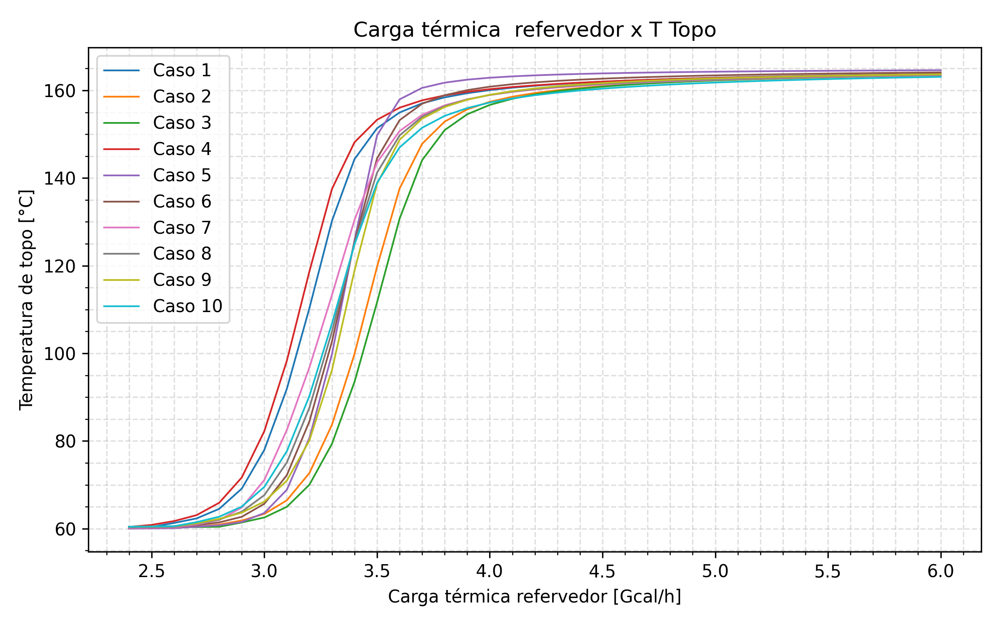 Carga térmica  refervedor x T Topo
Caso 1
Caso 2
Caso 3
Caso 4
Caso 5
Caso 6
Caso 7
Caso 8
Caso 9
Caso 10
Temperatura de topo [°C]
160
140
120
100
80
60
2.5 3.0 3.5 4.0 4.5 5.0 5.5 6.0
Carga térmica refervedor [Gcal/h]